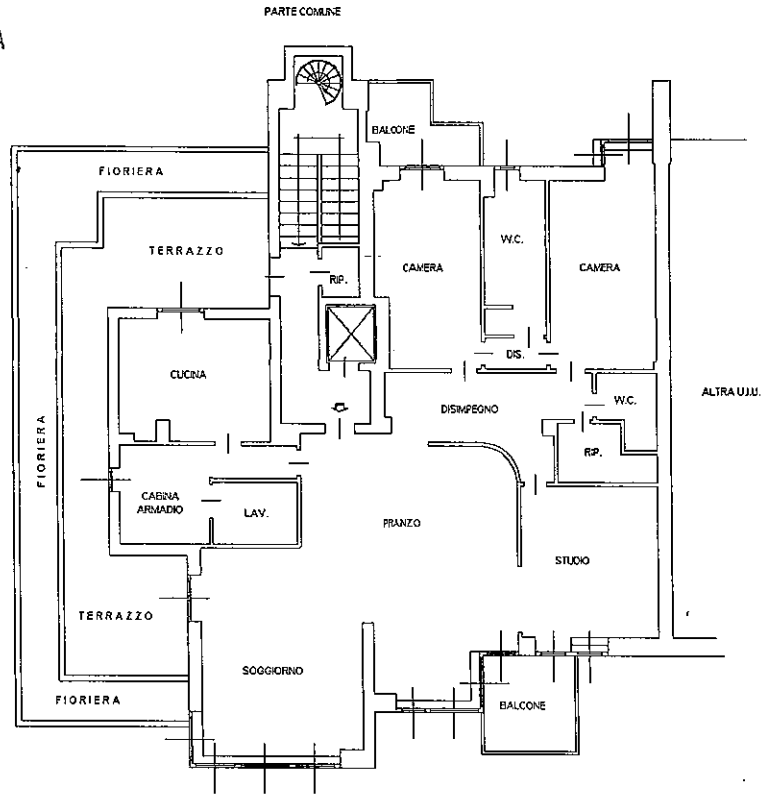 PARTE COMUNE
A
BALCONE
FIORIERA
TERRAZZO
W.C.
CAMERA
CAMERA
RIP.
DIS.
CUCINA
ALTRA U.I.U.
W.C.
DISIMPEGNO
FIORIERA
RIP.
CABINA
ARMADIO
LAV.
PRANZO
STUDIO
TERRAZZO
SOGGIORNO
FIORIERA
BALCONE